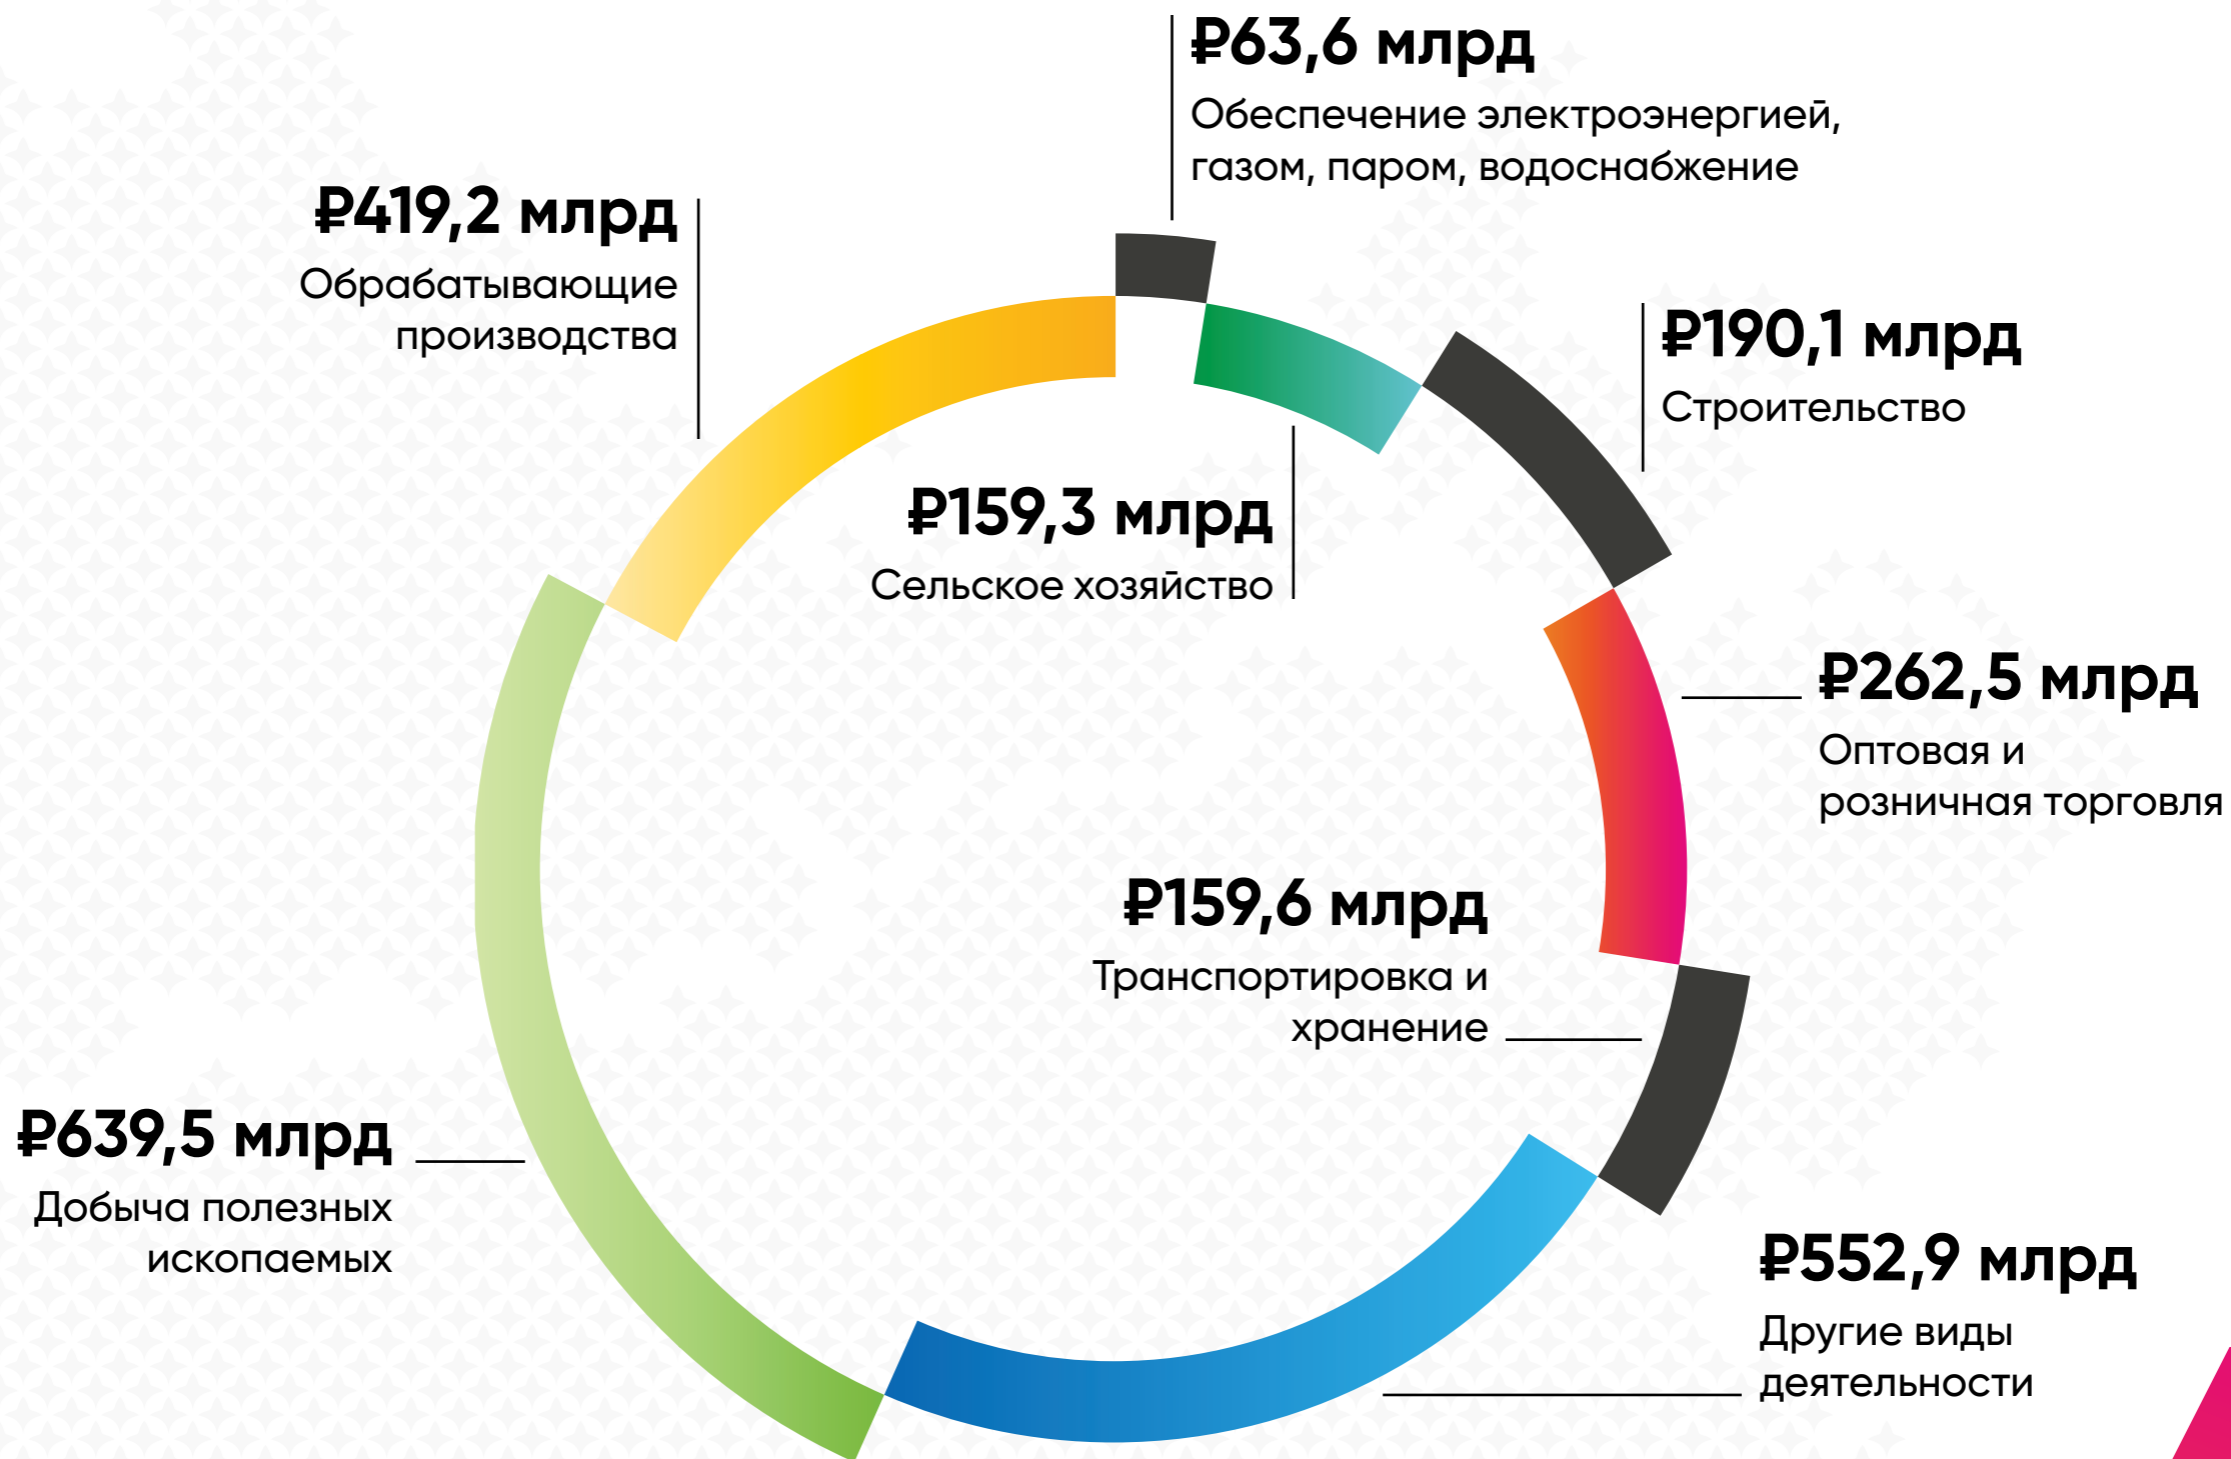 ₽63,6 млрд
Обеспечение электроэнергией,
газом, паром, водоснабжение
₽419,2 млрд
Обрабатывающие
производства
₽190,1 млрд
Строительство
₽159,3 млрд
Сельское хозяйство
₽262,5 млрд
Оптовая и
розничная торговля
₽159,6 млрд
Транспортировка и
хранение
₽639,5 млрд
Добыча полезных
ископаемых
₽552,9 млрд
Другие виды
деятельности